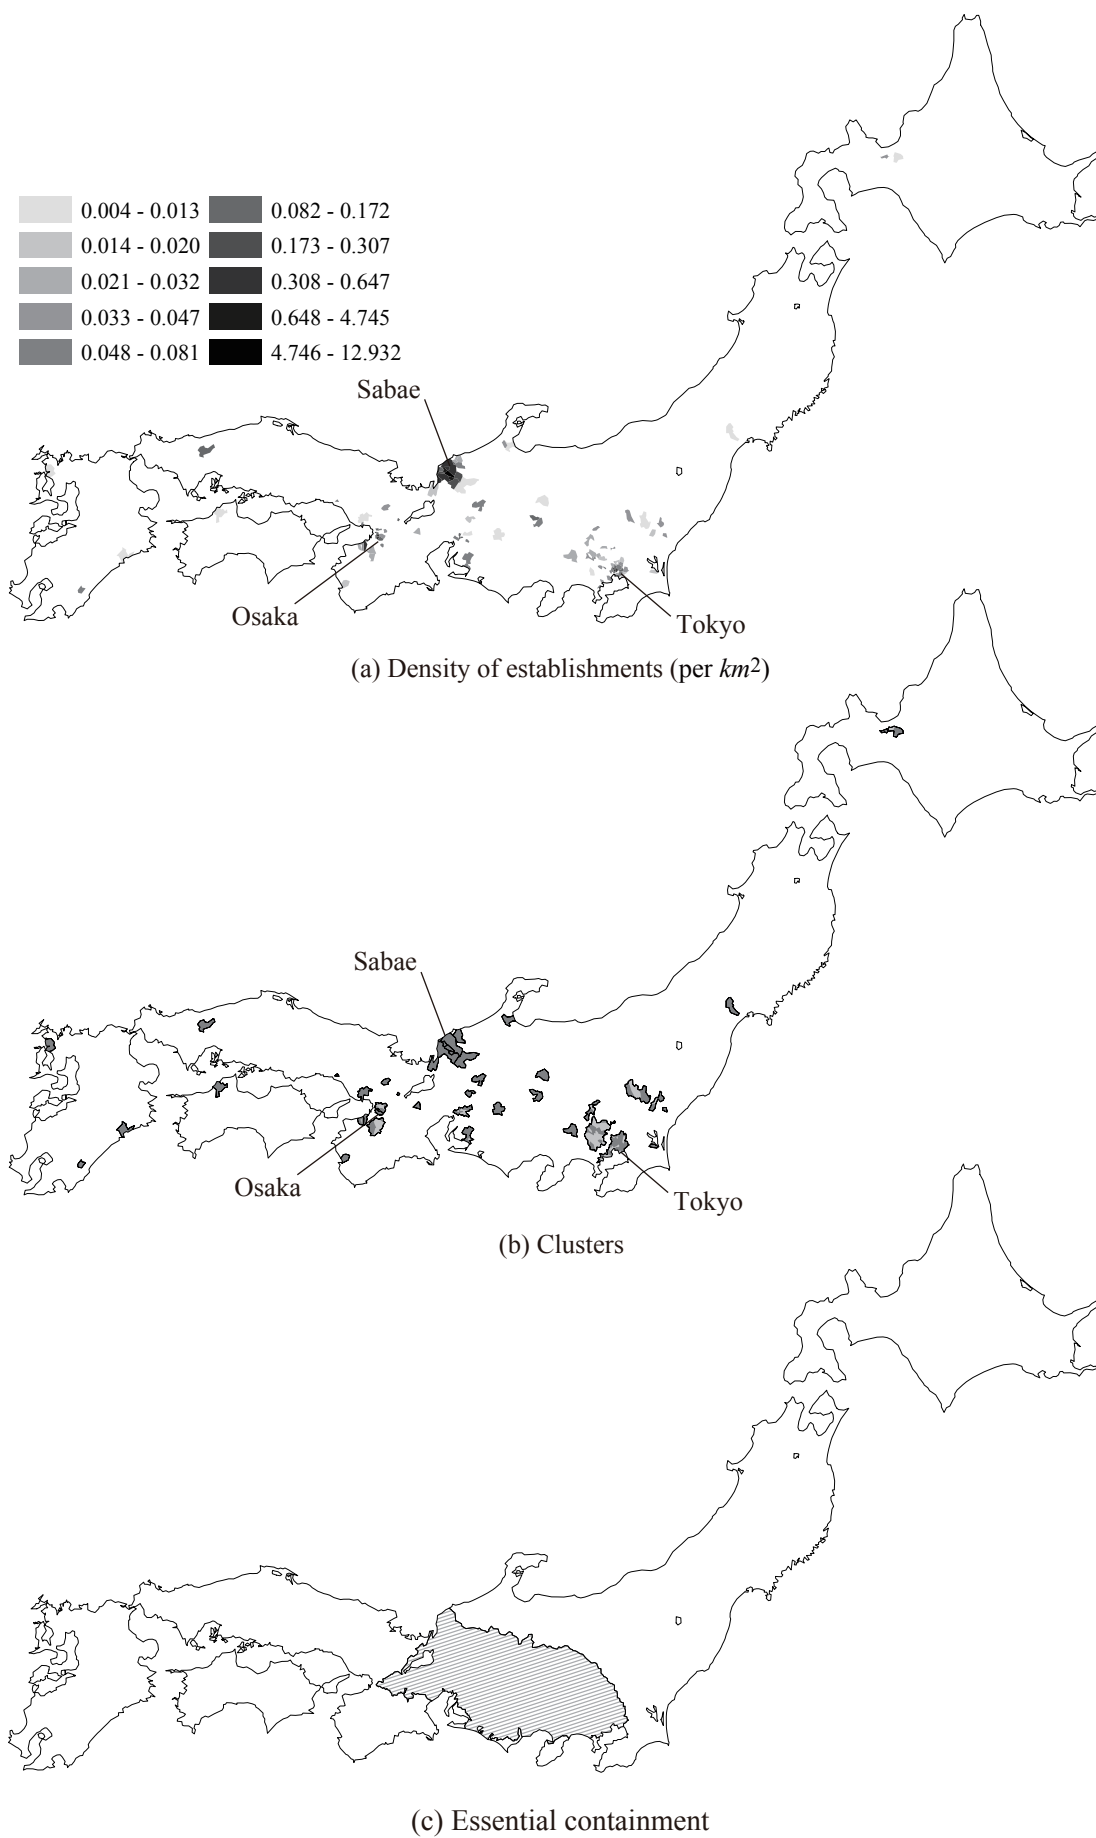 0.004 - 0.013 0.082 - 0.172
0.014 - 0.020 0.173 - 0.307
0.021 - 0.032 0.308 - 0.647
0.033 - 0.047 0.648 - 4.745
0.048 - 0.081 4.746 - 12.932
Sabae
Osaka
Tokyo
(a) Density of establishments (per km2)
Sabae
Osaka
Tokyo
(b) Clusters
(c) Essential containment